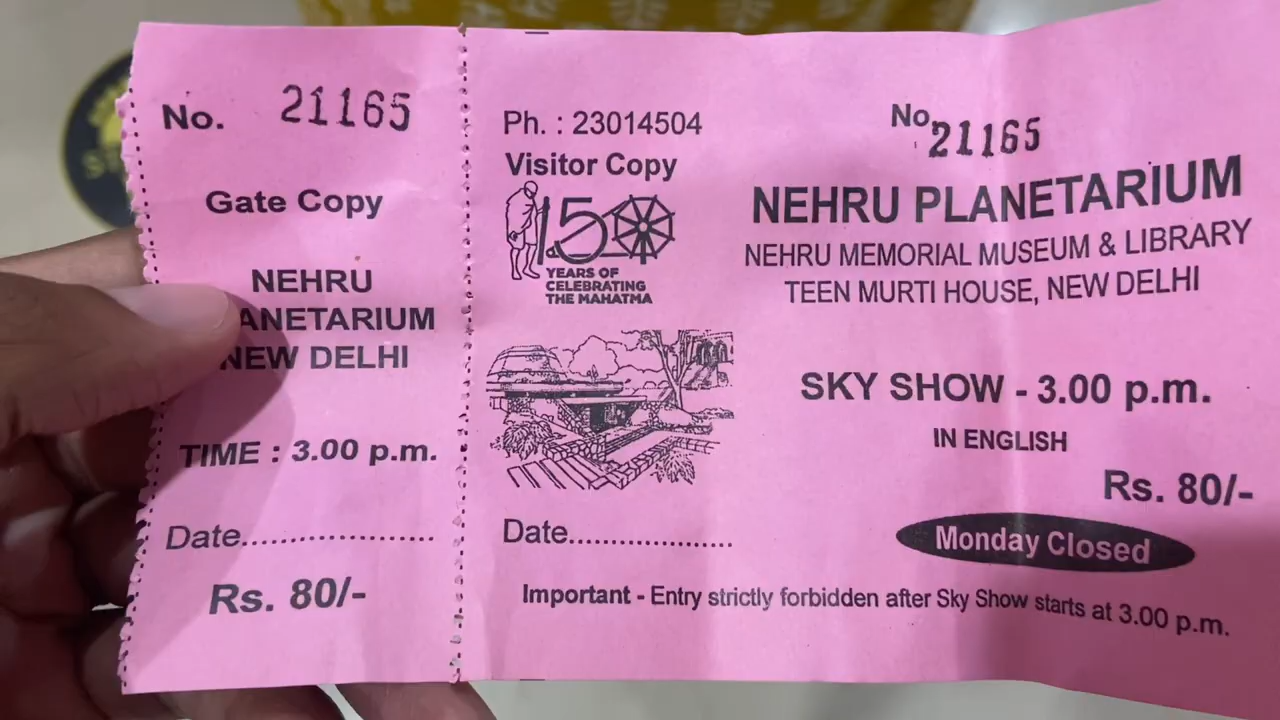 No. 21165
Gate Copy
NEHRU
ANETARIUM
NEW DELHI
TIME : 3.00 p.m.
Date....................
Rs. 80/-
Ph. : 23014504
Visitor Copy
150
YEARS OF
CELEBRATING
THE MAHATMA
Date.................
No. 21165
NEHRU PLANETARIUM
NEHRU MEMORIAL MUSEUM & LIBRARY
TEEN MURTI HOUSE, NEW DELHI
SKY SHOW - 3.00 p.m.
IN ENGLISH
Rs. 80/-
Monday Closed
Important - Entry strictly forbidden after Sky Show starts at 3.00 p.m.